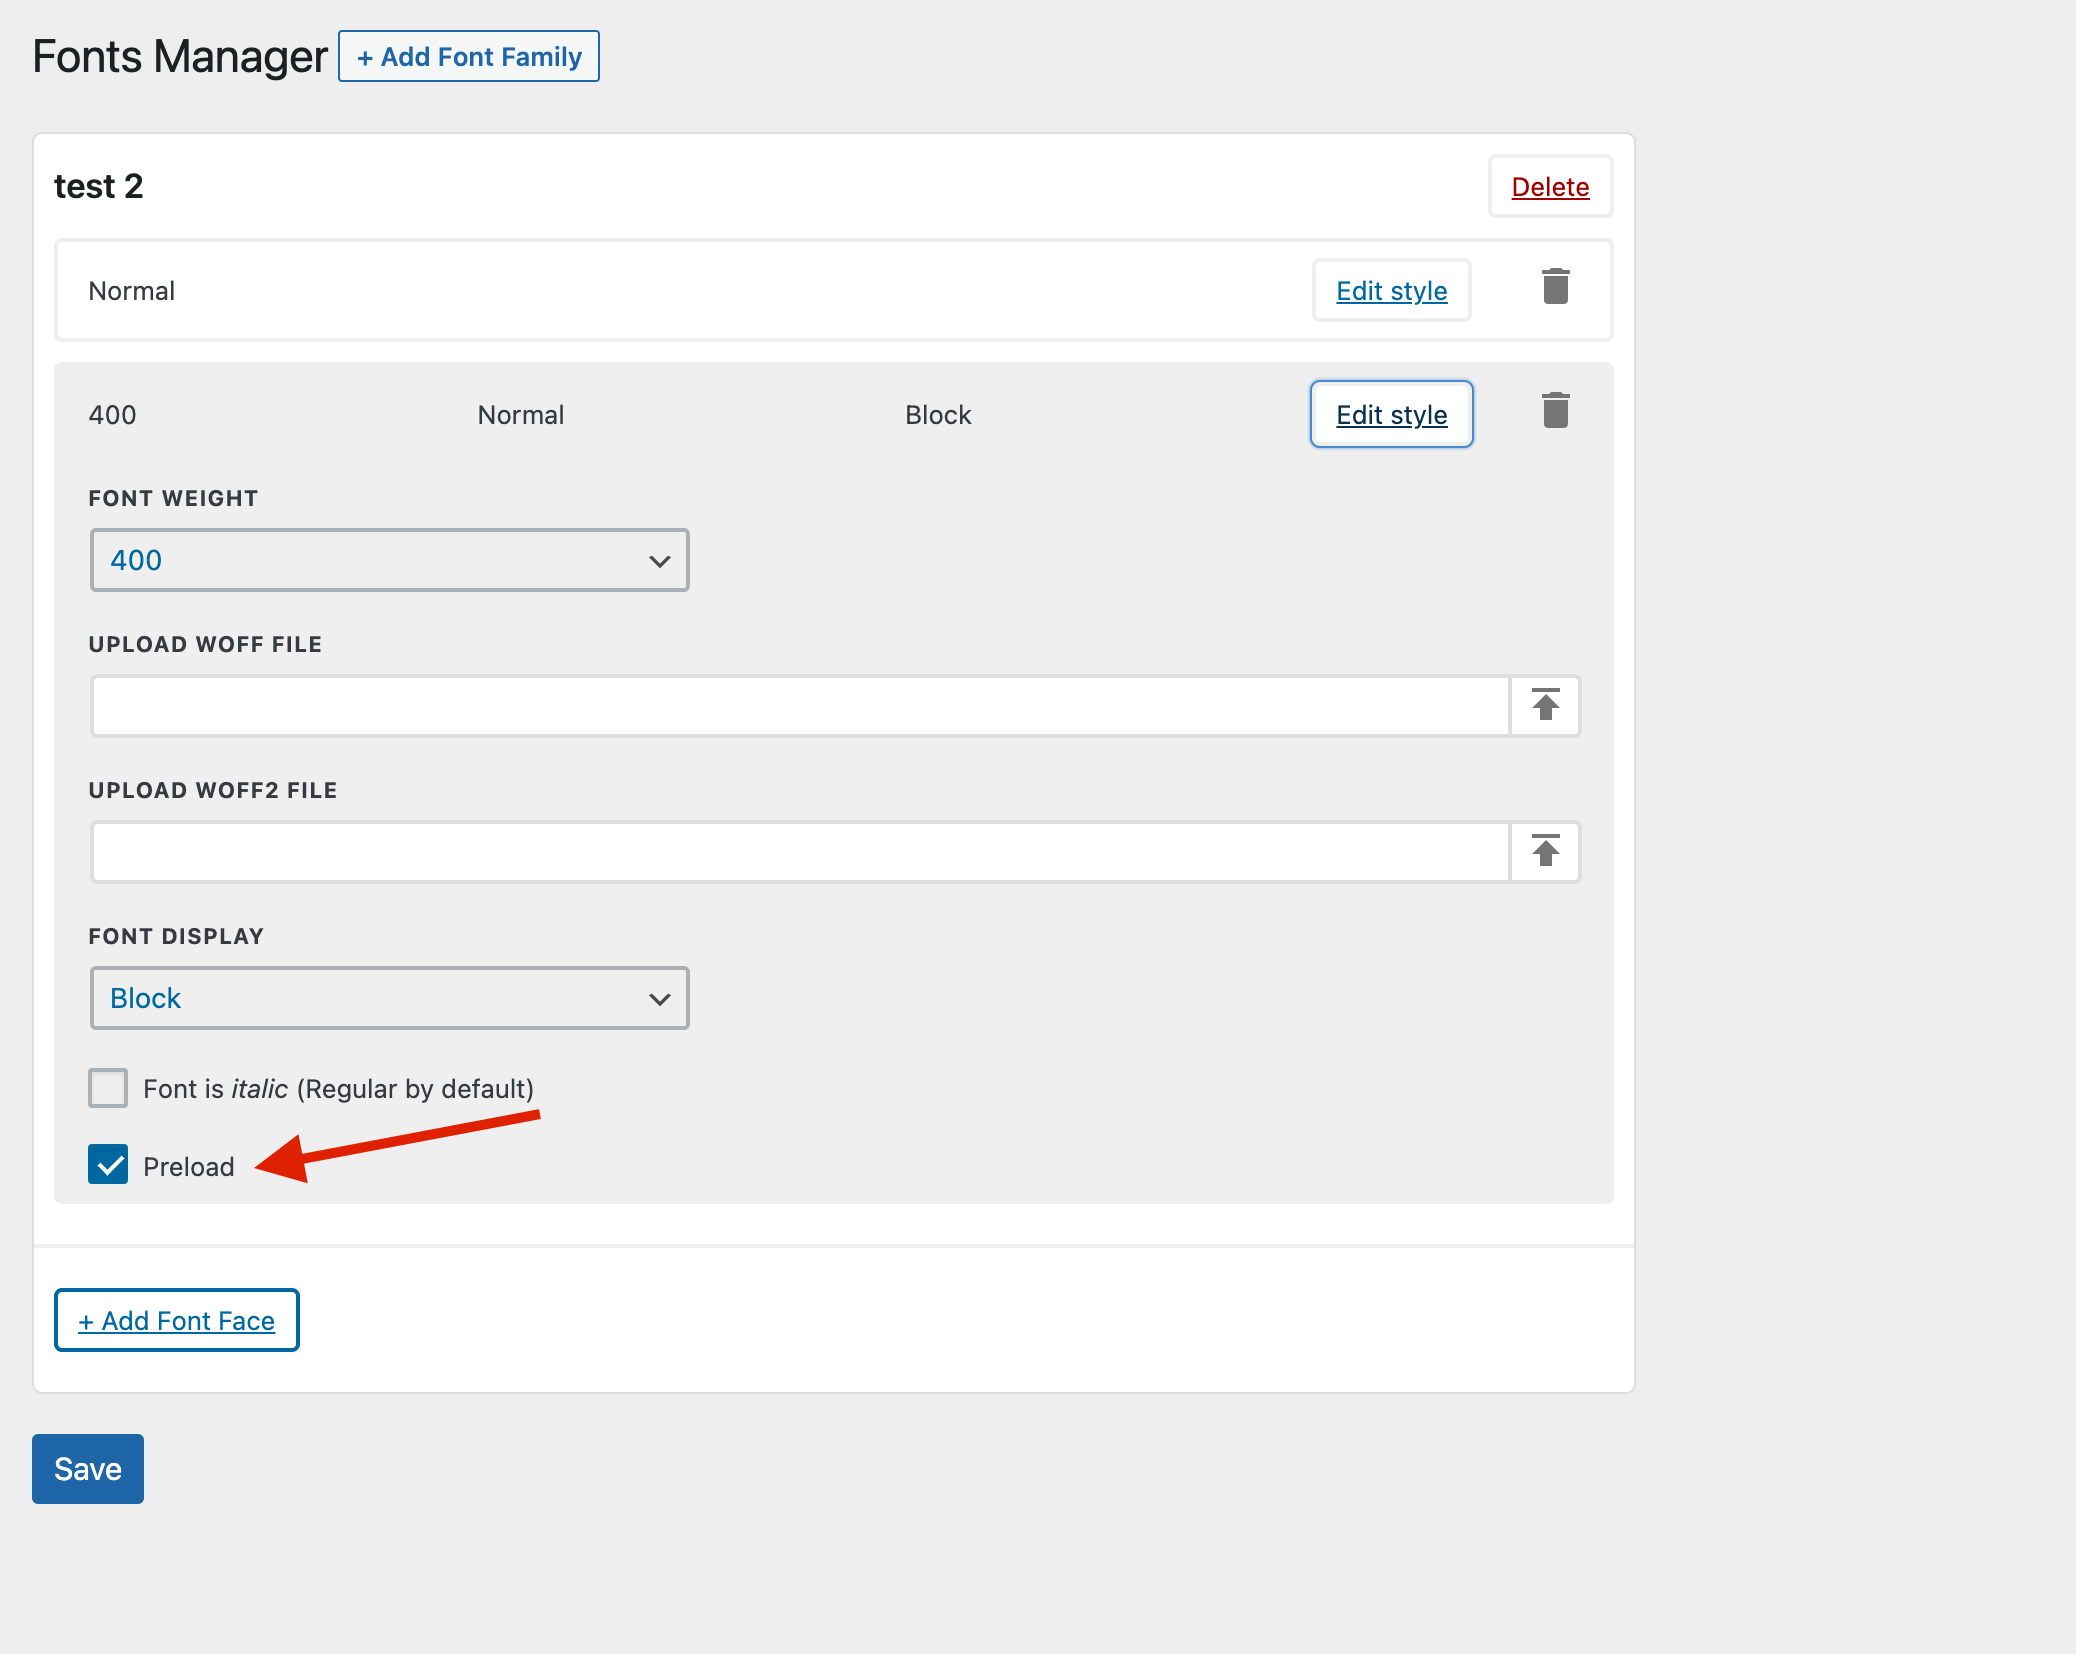 Fonts Manager + Add Font Family
test 2 Delete
Normal Edit style
400 Normal Block Edit style
FONT WEIGHT
400
UPLOAD WOFF FILE
UPLOAD WOFF2 FILE
FONT DISPLAY
Block
Font is italic (Regular by default)
Preload
+ Add Font Face
Save